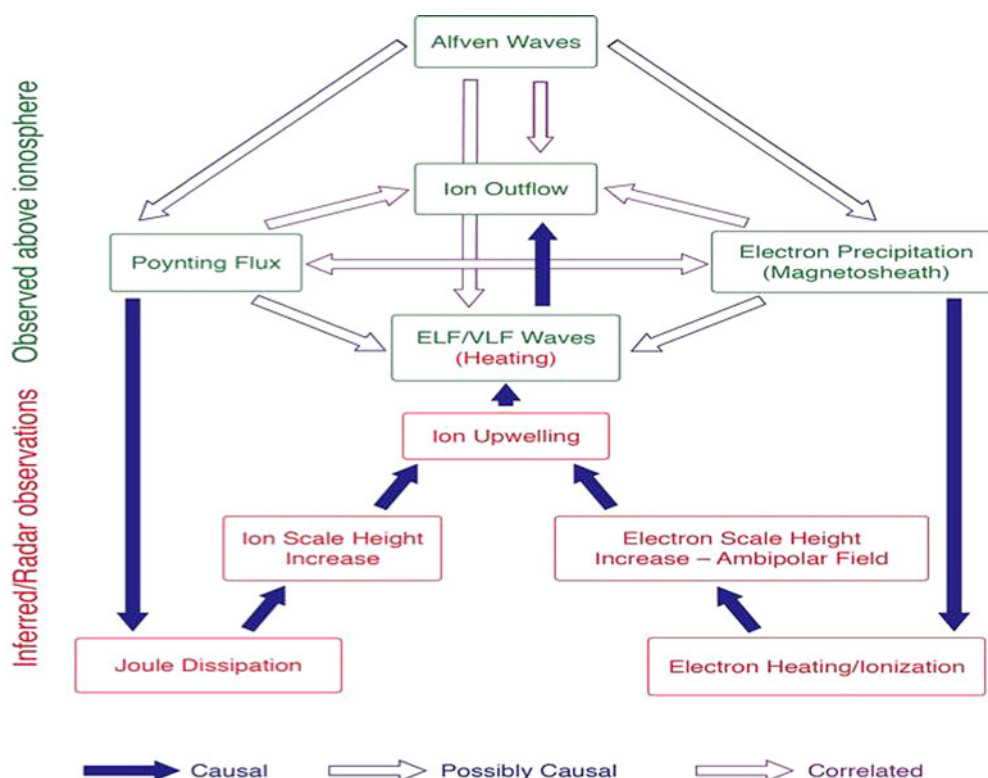 Alfven Waves
Observed above ionosphere
Ion Outflow
Poynting Flux
Electron Precipitation
(Magnetosheath)
ELF/VLF Waves
(Heating)
Inferred/Radar observations
Ion Upwelling
Ion Scale Height
Increase
Electron Scale Height
Increase – Ambipolar Field
Joule Dissipation
Electron Heating/Ionization
Causal
Possibly Causal
Correlated